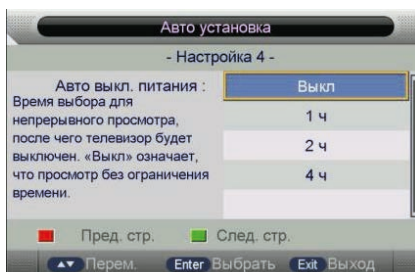 Авто установка
- Настройка 4 -
Авто выкл. питания :
Время выбора для
непрерывного просмотра,
после чего телевизор будет
выключен. «Выкл» означает,
что просмотр без ограничения
времени.
Выкл
1 ч
2 ч
4 ч
Пред. стр. След. стр.
Перем. Enter Выбрать Exit Выход